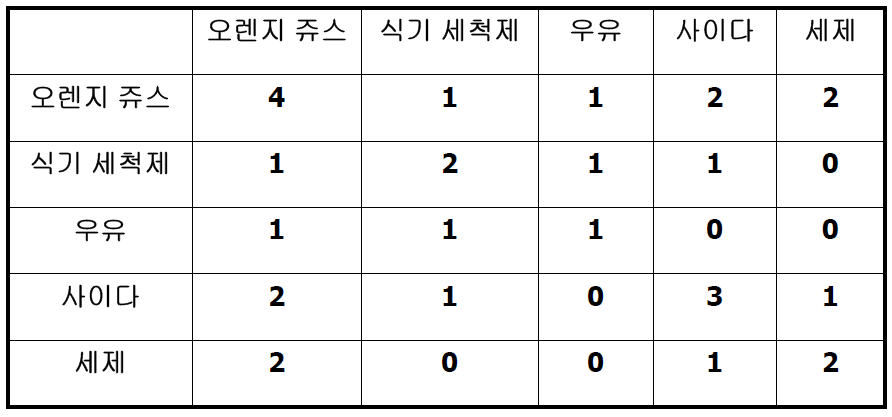 오렌지 쥬스 식기 세척제 우유 사이다 세제
오렌지 쥬스 4 1 1 2 2
식기 세척제 1 2 1 1 0
우유 1 1 1 0 0
사이다 2 1 0 3 1
세제 2 0 0 1 2